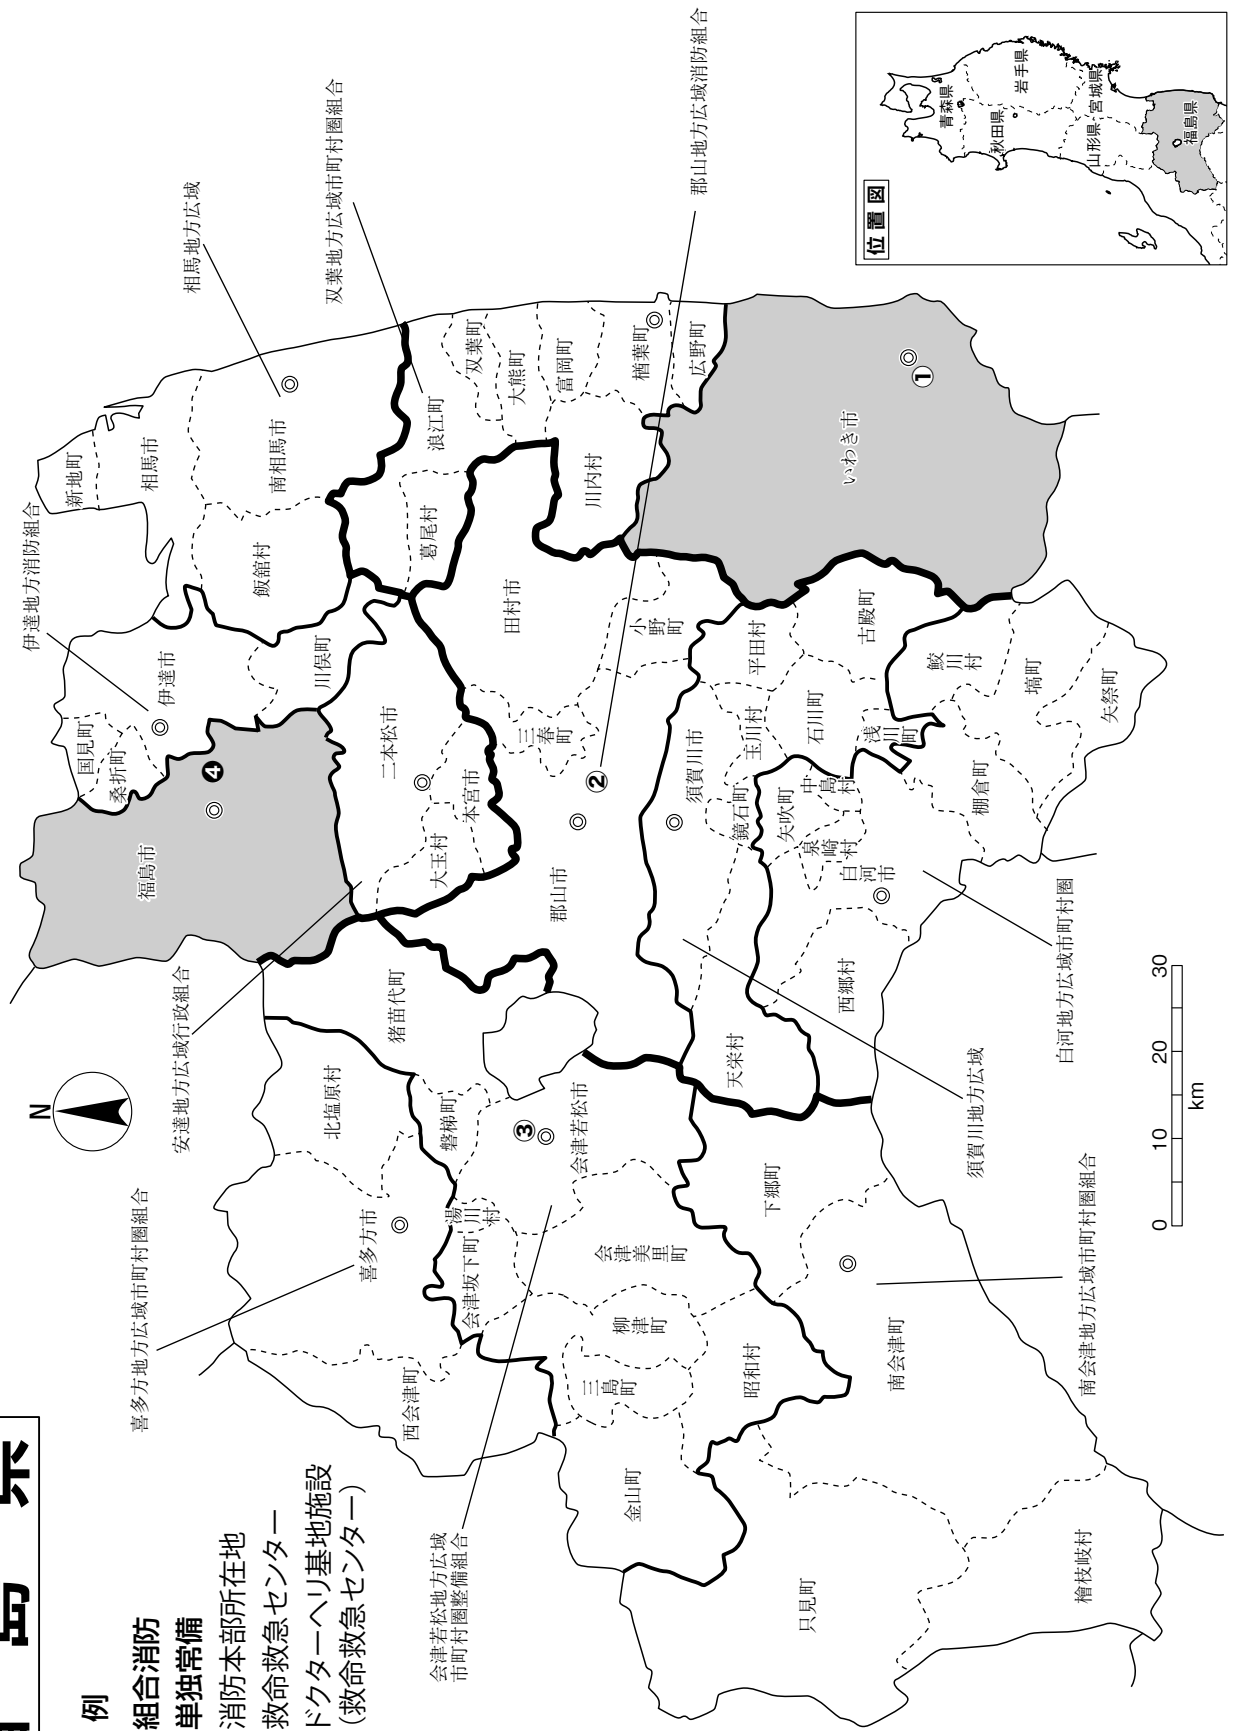 島 県
例
組合消防
単独常備
消防本部所在地
救命救急センター
ドクターヘリ基地施設
（救命救急センター）
N
喜多方地方広域市町村圏組合
安達地方広域行政組合
伊達地方消防組合
相馬地方広域
双葉地方広域市町村圏組合
郡山地方広域消防組合
会津若松地方広域
市町村圏整備組合
南会津地方広域市町村圏組合
須賀川地方広域
白河地方広域市町村圏
福島市
④
国見町
桑折町
伊達市
川俣町
新地町
相馬市
南相馬市
飯舘村
浪江町
葛尾村
双葉町
大熊町
富岡町
楢葉町
広野町
川内村
いわき市
①
二本松市
本宮市
大玉村
田村市
小野町
三春町
②
郡山市
須賀川市
鏡石町
天栄村
玉川村
平田村
石川町
古殿町
浅川町
矢吹町
中島村
泉崎村
白河市
西郷村
棚倉町
鮫川村
塙町
矢祭町
猪苗代町
北塩原村
磐梯町
喜多方市
西会津町
湯川村
会津坂下町
③
会津若松市
会津美里町
柳津町
三島町
金山町
昭和村
下郷町
南会津町
只見町
檜枝岐村
0 10 20 30
km
位置図
青森県
秋田県
岩手県
山形県
宮城県
福島県